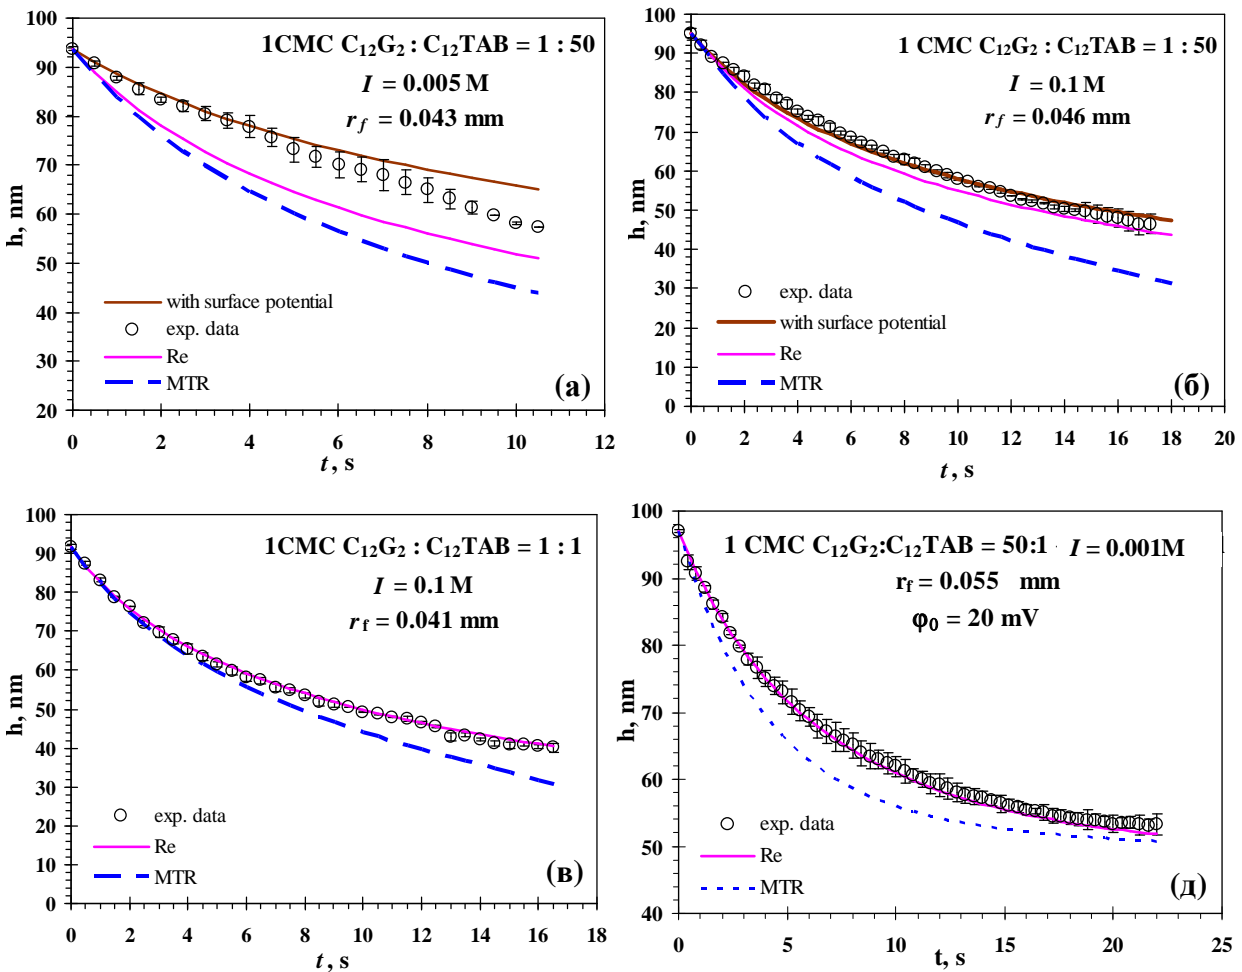 1CMC C₁₂G₂ : C₁₂TAB = 1 : 50
I = 0.005 M
r_f = 0.043 mm
h, nm
100
90
80
70
60
50
40
30
20
with surface potential
exp. data
Re
MTR
(а)
0 2 4 6 8 10 12
t, s
1 CMC C₁₂G₂ : C₁₂TAB = 1 : 50
I = 0.1 M
r_f = 0.046 mm
h, nm
100
90
80
70
60
50
40
30
20
10
0
exp. data
with surface potential
Re
MTR
(б)
0 2 4 6 8 10 12 14 16 18 20
t, s
1CMC C₁₂G₂ : C₁₂TAB = 1 : 1
I = 0.1 M
r_f = 0.041 mm
h, nm
100
90
80
70
60
50
40
30
20
10
0
exp. data
Re
MTR
(в)
0 2 4 6 8 10 12 14 16 18
t, s
1 CMC C₁₂G₂:C₁₂TAB = 50:1 I = 0.001M
r_f = 0.055 mm
φ₀ = 20 mV
h, nm
100
90
80
70
60
50
40
exp. data
Re
MTR
(д)
0 5 10 15 20 25
t, s